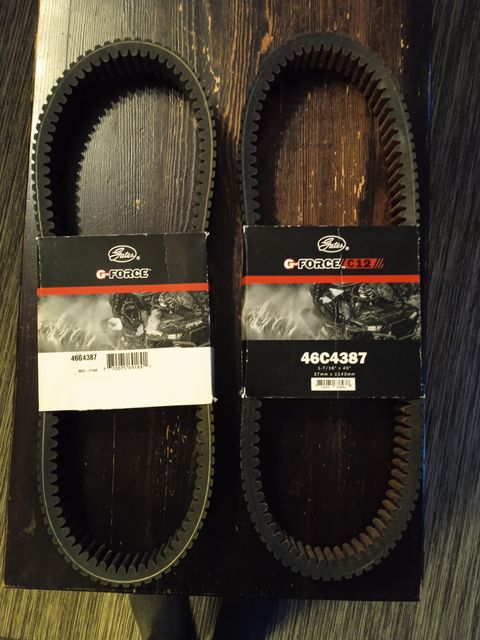 Gates
G-FORCE
46G4387
Gates
G-FORCE C12
46C4387
1-7/16" x 45"
37mm x 1143mm